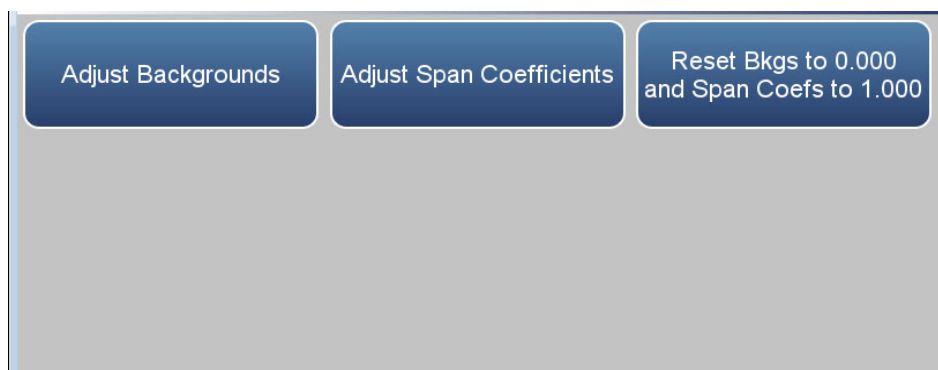 Adjust Backgrounds
Adjust Span Coefficients
Reset Bkgs to 0.000
and Span Coefs to 1.000